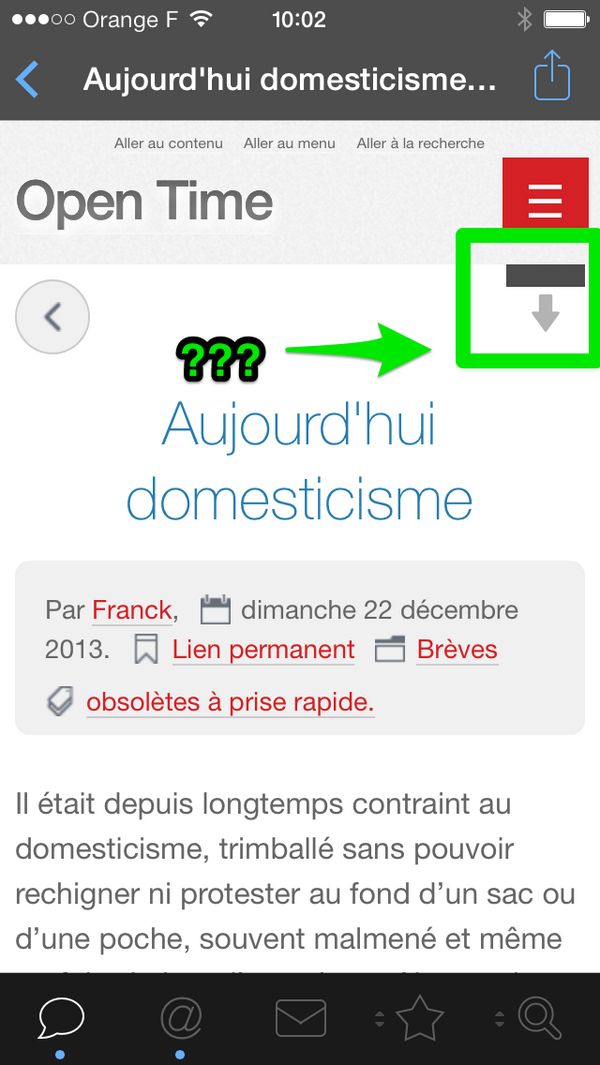 Orange F 10:02
Aujourd'hui domesticisme...
Aller au contenu Aller au menu Aller à la recherche
Open Time
???
Aujourd'hui
domesticisme
Par Franck, dimanche 22 décembre
2013. Lien permanent Brèves
obsolètes à prise rapide.
Il était depuis longtemps contraint au
domesticisme, trimballé sans pouvoir
rechigner ni protester au fond d’un sac ou
d’une poche, souvent malmené et même